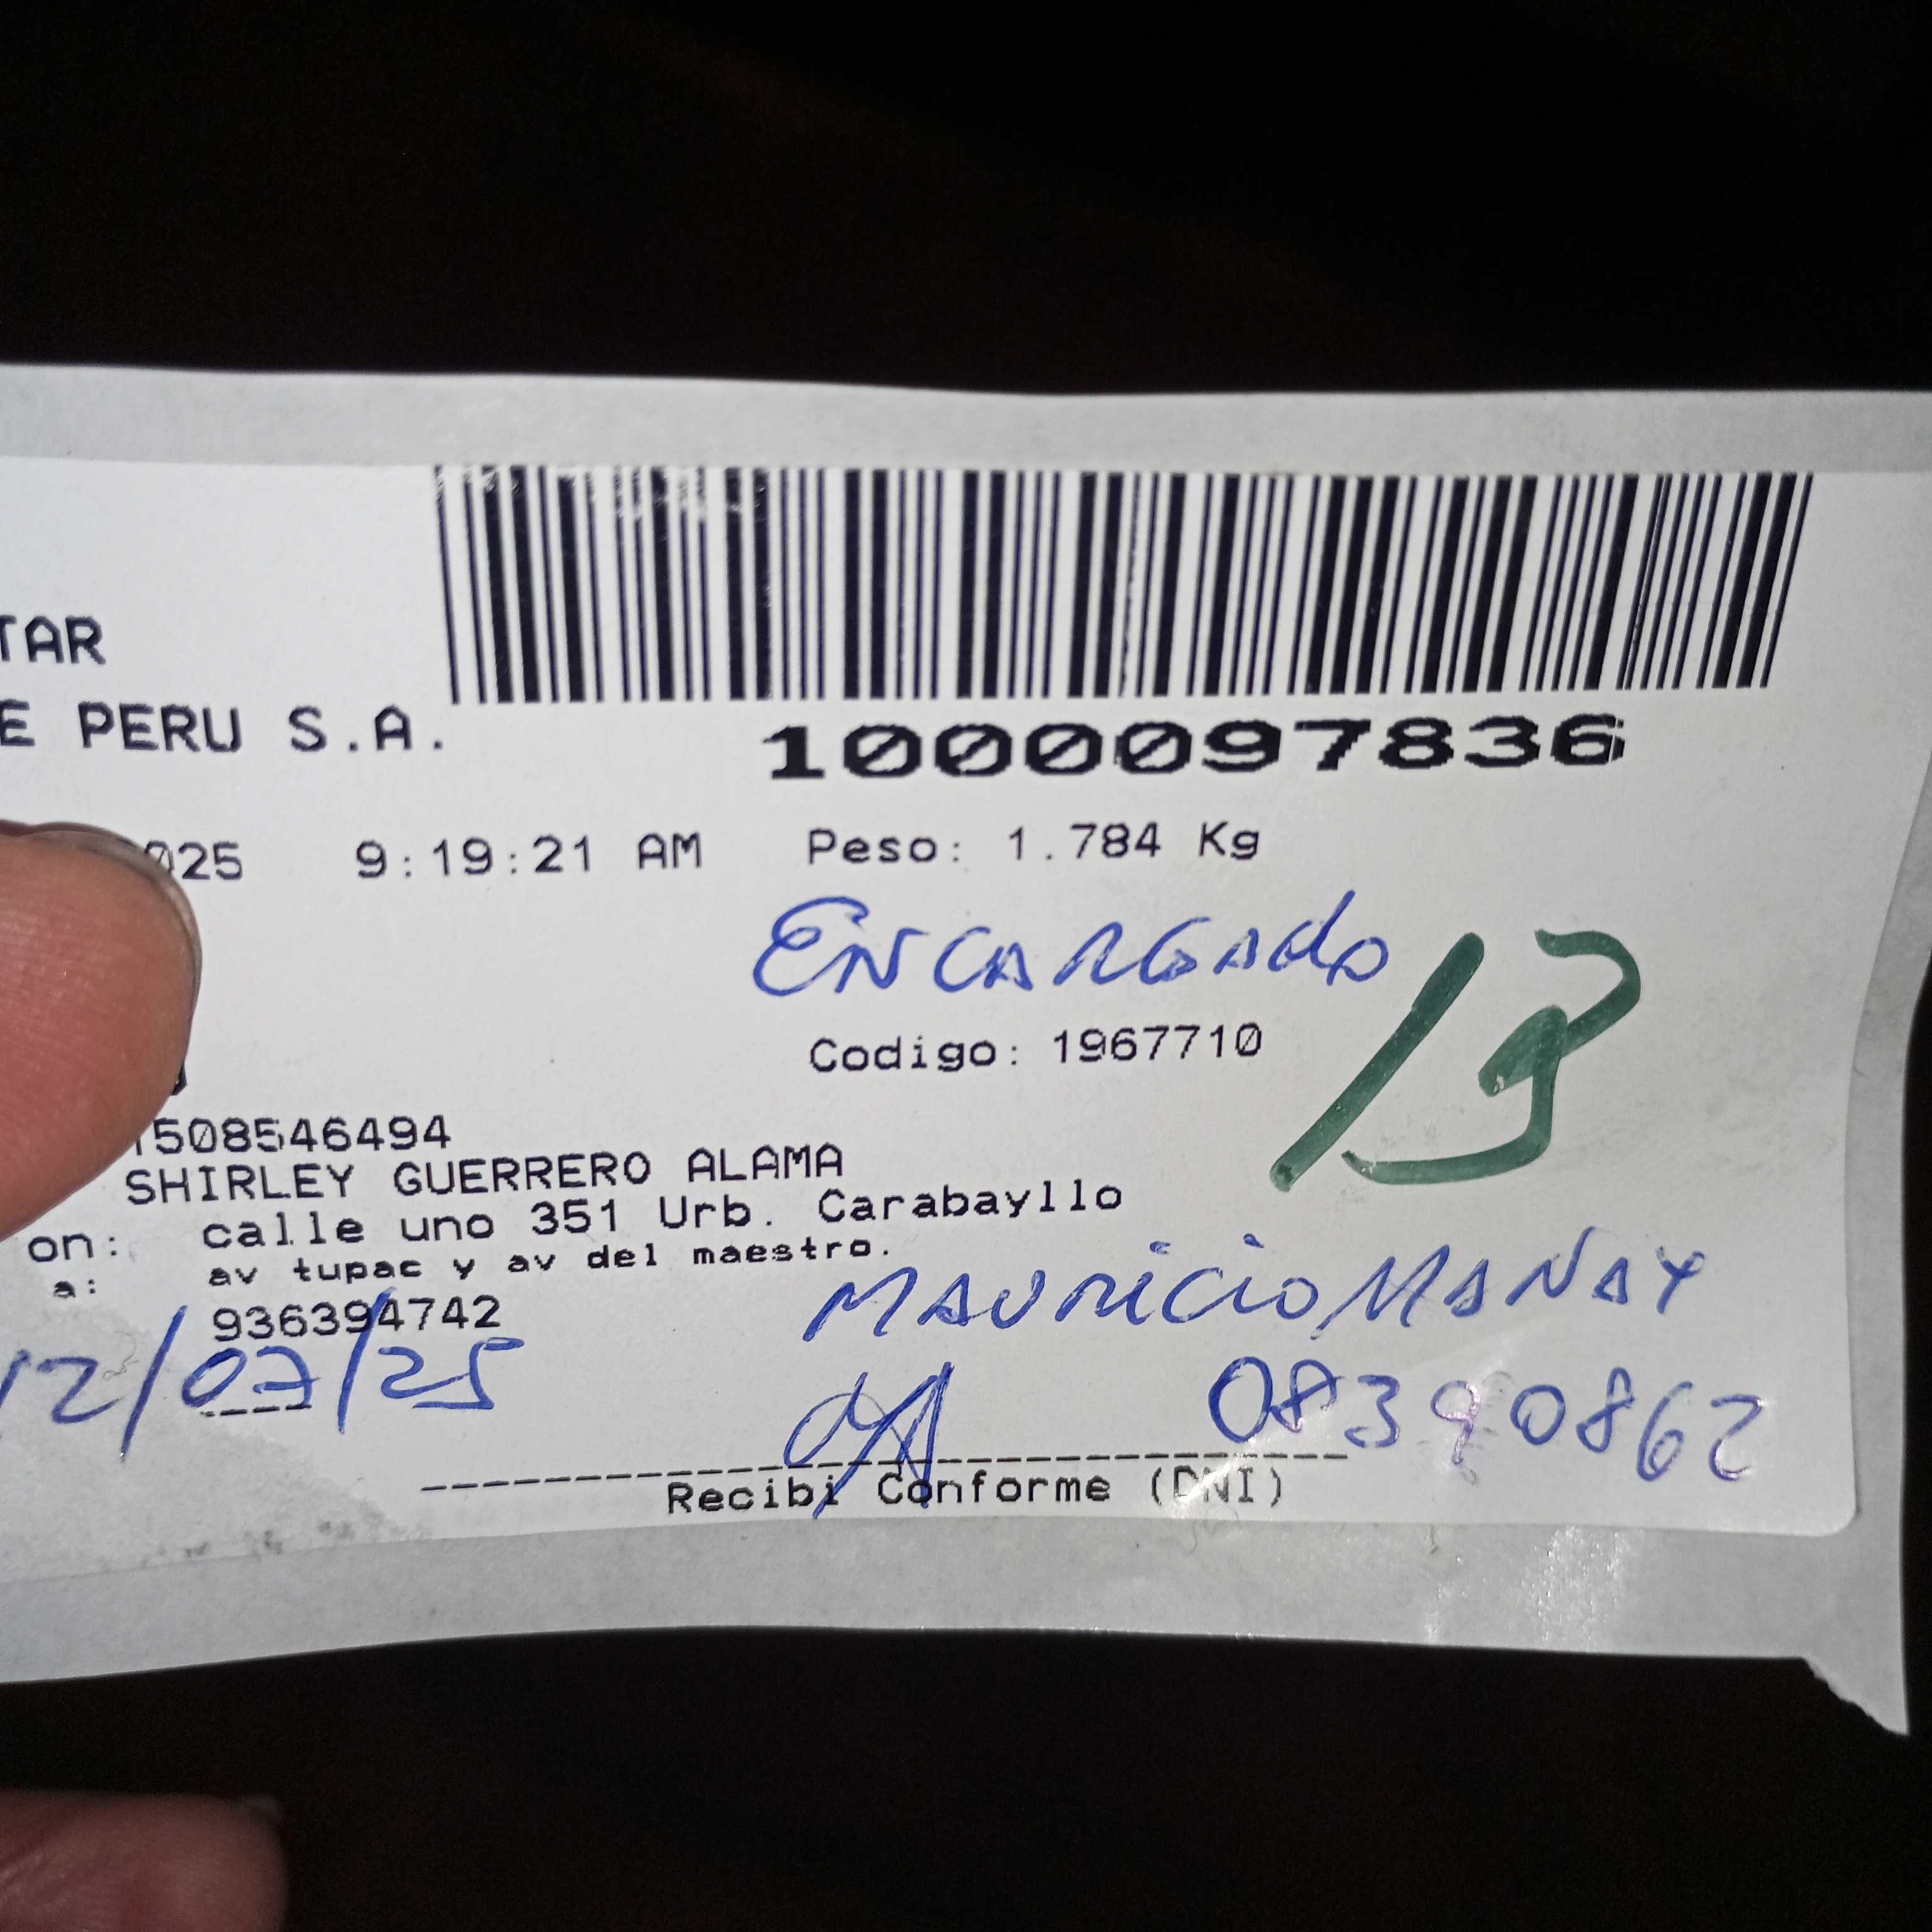 TAR
E PERU S.A.
1000097836
025 9:19:21 AM Peso: 1.784 Kg
ENCARGAdo
Codigo: 1967710
13
1508546494
SHIRLEY GUERRERO ALAMA
on: calle uno 351 Urb. Carabayllo
a: av tupac y av del maestro.
936394742
MAURICIO MANAY
12/07/25
08390862
Recibi Conforme (DNI)